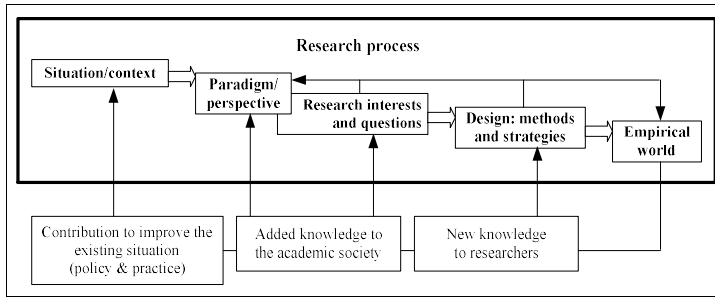 Research process
Situation/context
Paradigm/
perspective
Research interests
and questions
Design: methods
and strategies
Empirical
world
Contribution to improve the
existing situation
(policy & practice)
Added knowledge to
the academic society
New knowledge
to researchers